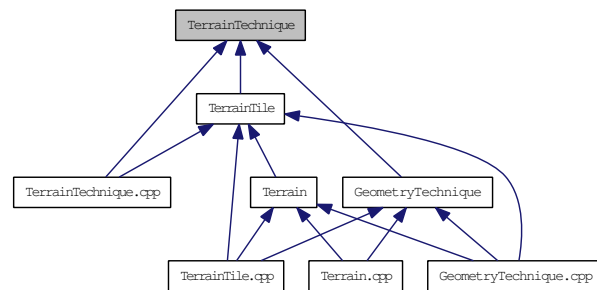 TerrainTechnique
TerrainTile
TerrainTechnique.cpp
Terrain
GeometryTechnique
TerrainTile.cpp
Terrain.cpp
GeometryTechnique.cpp